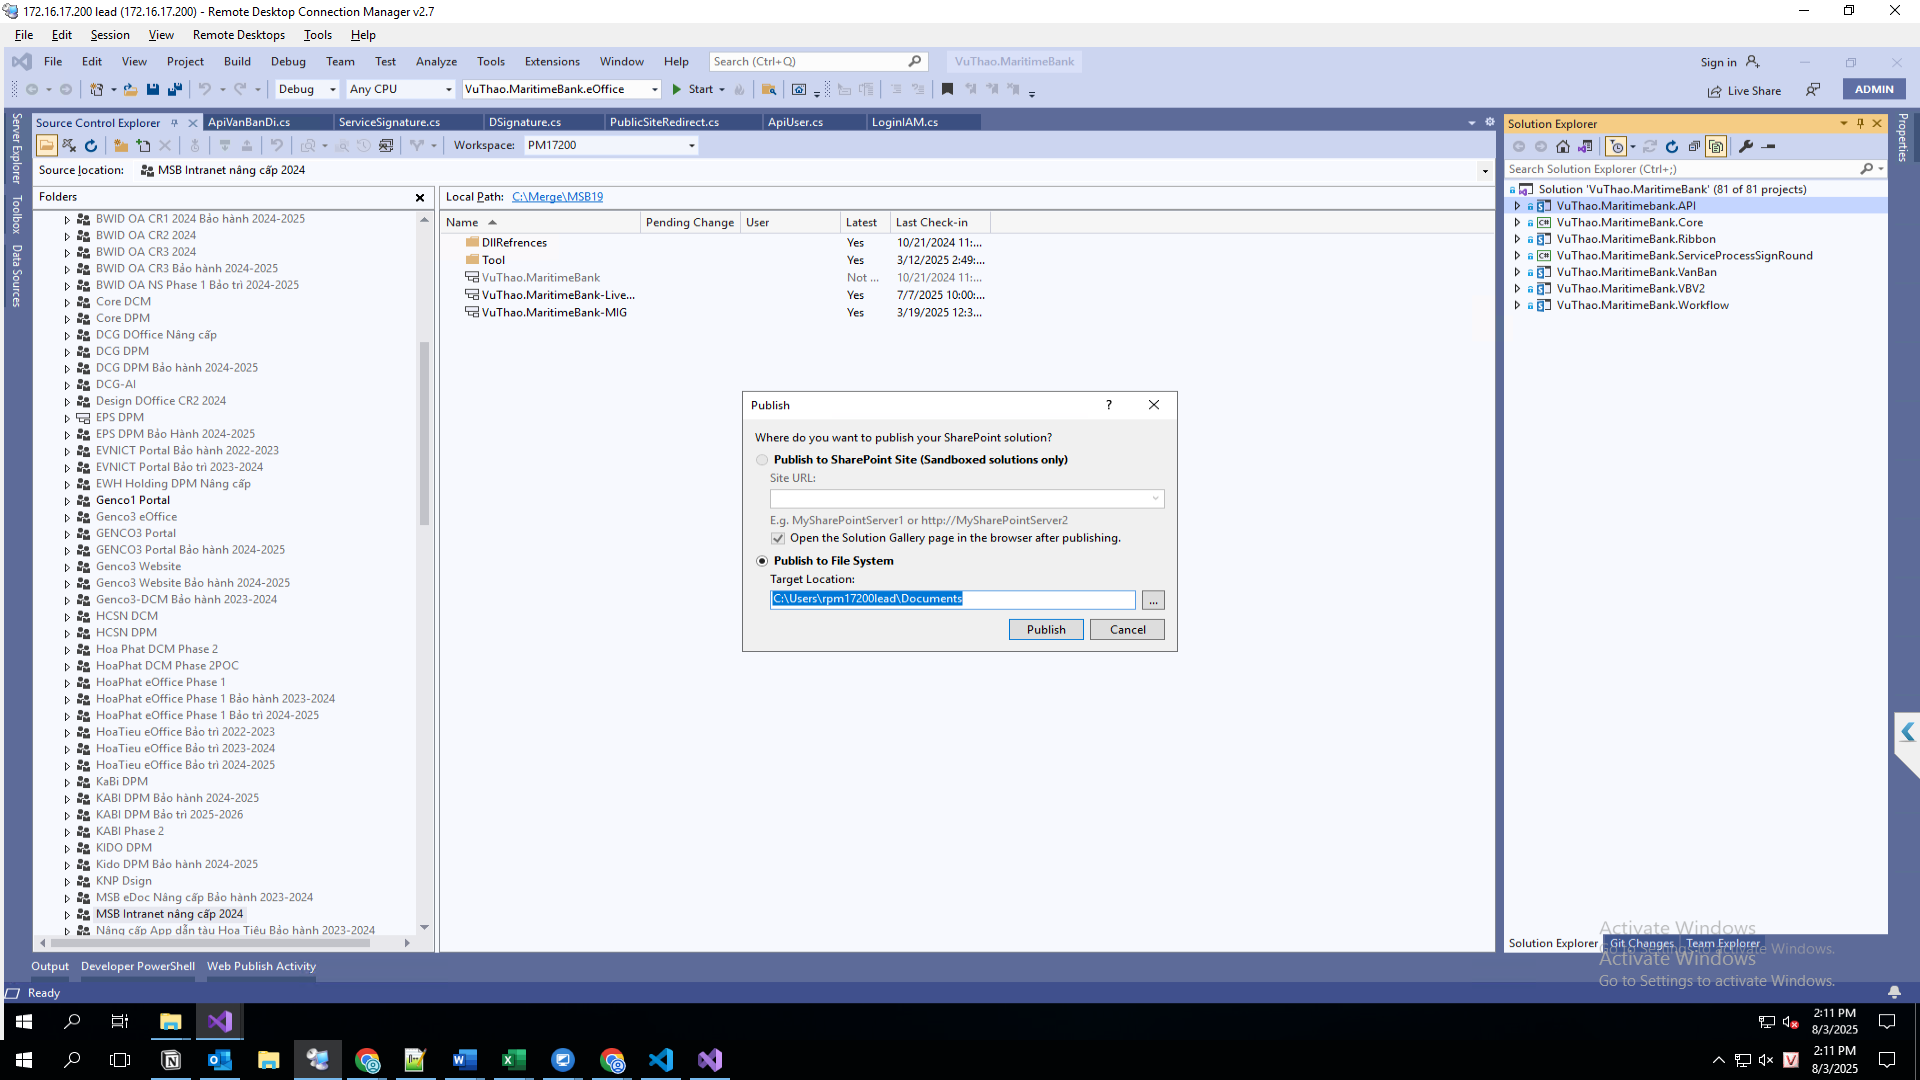 172.16.17.200 lead (172.16.17.200) - Remote Desktop Connection Manager v2.7
File Edit Session View Remote Desktops Tools Help
File Edit View Project Build Debug Team Test Analyze Tools Extensions Window Help Search (Ctrl+Q) VuThao.MaritimeBank Sign in
Debug Any CPU VuThao.MaritimeBank.eOffice Start Live Share ADMIN
Server Explorer
Toolbox
Data Sources
Source Control Explorer ApiVanBanDi.cs ServiceSignature.cs DSignature.cs PublicSiteRedirect.cs ApiUser.cs LoginIAM.cs
Workspace: PM17200
Source location: MSB Intranet nâng cấp 2024
Folders
BWID OA CR1 2024 Bảo hành 2024-2025
BWID OA CR2 2024
BWID OA CR3 2024
BWID OA CR3 Bảo hành 2024-2025
BWID OA NS Phase 1 Bảo trì 2024-2025
Core DCM
Core DPM
DCG DOffice Nâng cấp
DCG DPM
DCG DPM Bảo hành 2024-2025
DCG-AI
Design DOffice CR2 2024
EPS DPM
EPS DPM Bảo Hành 2024-2025
EVNICT Portal Bảo hành 2022-2023
EVNICT Portal Bảo trì 2023-2024
EWH Holding DPM Nâng cấp
Genco1 Portal
Genco3 eOffice
GENCO3 Portal
GENCO3 Portal Bảo hành 2024-2025
Genco3 Website
Genco3 Website Bảo hành 2024-2025
Genco3-DCM Bảo hành 2023-2024
HCSN DCM
HCSN DPM
Hoa Phat DCM Phase 2
HoaPhat DCM Phase 2POC
HoaPhat eOffice Phase 1
HoaPhat eOffice Phase 1 Bảo hành 2023-2024
HoaPhat eOffice Phase 1 Bảo trì 2024-2025
HoaTieu eOffice Bảo trì 2022-2023
HoaTieu eOffice Bảo trì 2023-2024
HoaTieu eOffice Bảo trì 2024-2025
KaBi DPM
KABI DPM Bảo hành 2024-2025
KABI DPM Bảo trì 2025-2026
KABI Phase 2
KIDO DPM
Kido DPM Bảo hành 2024-2025
KNP Dsign
MSB eDoc Nâng cấp Bảo hành 2023-2024
MSB Intranet nâng cấp 2024
Nâng cấp App dẫn tàu Hoa Tiêu Bảo hành 2023-2024
Local Path: C:\Merge\MSB19
Name Pending Change User Latest Last Check-in
DllRefrences Yes 10/21/2024 11:...
Tool Yes 3/12/2025 2:49:...
VuThao.MaritimeBank Not ... 10/21/2024 11:...
VuThao.MaritimeBank-Live... Yes 7/7/2025 10:00:...
VuThao.MaritimeBank-MIG Yes 3/19/2025 12:3...
Publish ?
Where do you want to publish your SharePoint solution?
Publish to SharePoint Site (Sandboxed solutions only)
Site URL:
E.g. MySharePointServer1 or http://MySharePointServer2
Open the Solution Gallery page in the browser after publishing.
Publish to File System
Target Location:
C:\Users\rpm17200lead\Documents
...
Publish Cancel
Solution Explorer
Search Solution Explorer (Ctrl+;)
Solution 'VuThao.MaritimeBank' (81 of 81 projects)
VuThao.Maritimebank.API
VuThao.MaritimeBank.Core
VuThao.MaritimeBank.Ribbon
VuThao.MaritimeBank.ServiceProcessSignRound
VuThao.MaritimeBank.VanBan
VuThao.MaritimeBank.VBV2
VuThao.MaritimeBank.Workflow
Properties
Activate Windows
Go to Settings to activate Windows.
Solution Explorer Git Changes Team Explorer
Activate Windows
Go to Settings to activate Windows.
Output Developer PowerShell Web Publish Activity
Ready
2:11 PM
8/3/2025
2:11 PM
8/3/2025